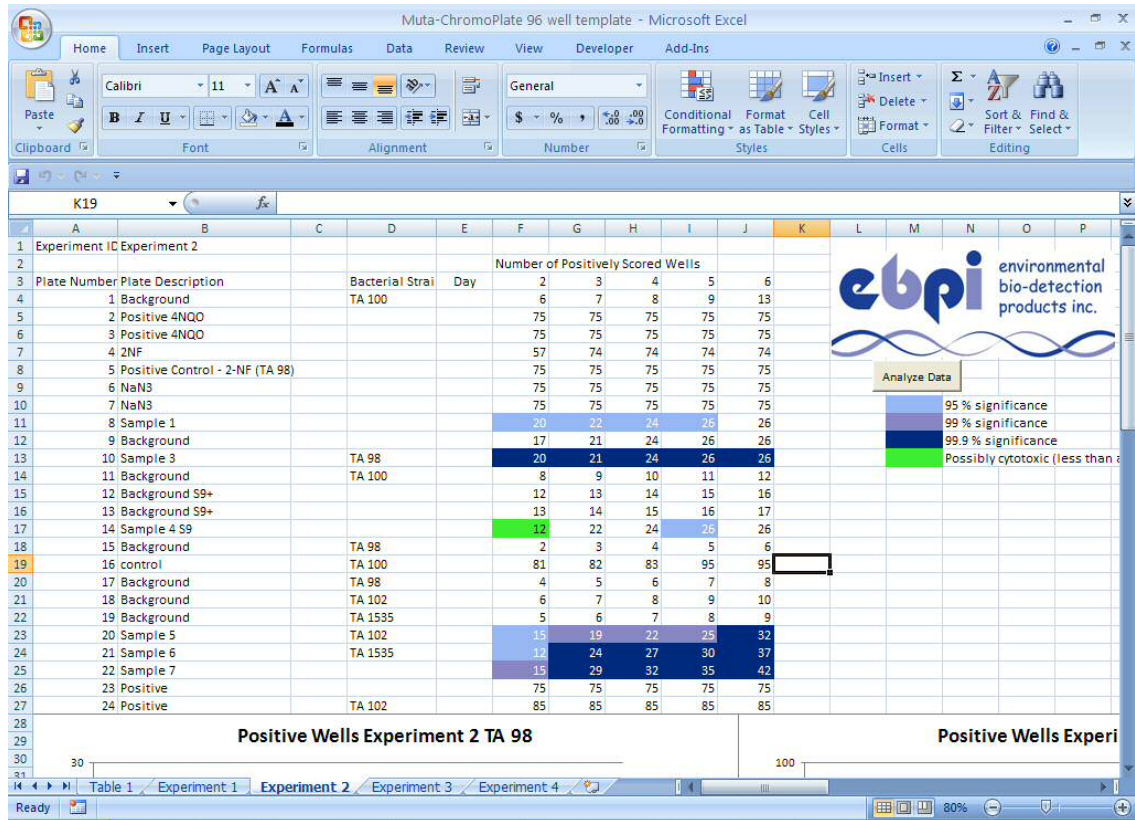 Muta-ChromoPlate 96 well template - Microsoft Excel
Home Insert Page Layout Formulas Data Review View Developer Add-Ins
Calibri 11 General Insert Σ
Paste Delete
B I U A $ % , .00 .0 Conditional Format Cell Format Sort & Find &
Formatting as Table Styles Filter Select
Clipboard Font Alignment Number Styles Cells Editing
K19 fx
A B C D E F G H I J K L M N O P
1 Experiment ID Experiment 2
2 Number of Positively Scored Wells
3 Plate Number Plate Description Bacterial Strai Day 2 3 4 5 6
4 1 Background TA 100 6 7 8 9 13
5 2 Positive 4NQO 75 75 75 75 75
6 3 Positive 4NQO 75 75 75 75 75
7 4 2NF 57 74 74 74 74
8 5 Positive Control - 2-NF (TA 98) 75 75 75 75 75
9 6 NaN3 75 75 75 75 75
10 7 NaN3 75 75 75 75 75
11 8 Sample 1 20 22 24 26 26
12 9 Background 17 21 24 26 26
13 10 Sample 3 TA 98 20 21 24 26 26
14 11 Background TA 100 8 9 10 11 12
15 12 Background S9+ 12 13 14 15 16
16 13 Background S9+ 13 14 15 16 17
17 14 Sample 4 S9 12 22 24 26 26
18 15 Background TA 98 2 3 4 5 6
19 16 control TA 100 81 82 83 95 95
20 17 Background TA 98 4 5 6 7 8
21 18 Background TA 102 6 7 8 9 10
22 19 Background TA 1535 5 6 7 8 9
23 20 Sample 5 TA 102 15 19 22 25 32
24 21 Sample 6 TA 1535 12 24 27 30 37
25 22 Sample 7 15 29 32 35 42
26 23 Positive 75 75 75 75 75
27 24 Positive TA 102 85 85 85 85 85
28
29
30
31
ebpi
environmental
bio-detection
products inc.
Analyze Data
95 % significance
99 % significance
99.9 % significance
Possibly cytotoxic (less than a
Positive Wells Experiment 2 TA 98
30
Positive Wells Experi
100
Table 1 Experiment 1 Experiment 2 Experiment 3 Experiment 4
Ready 80%